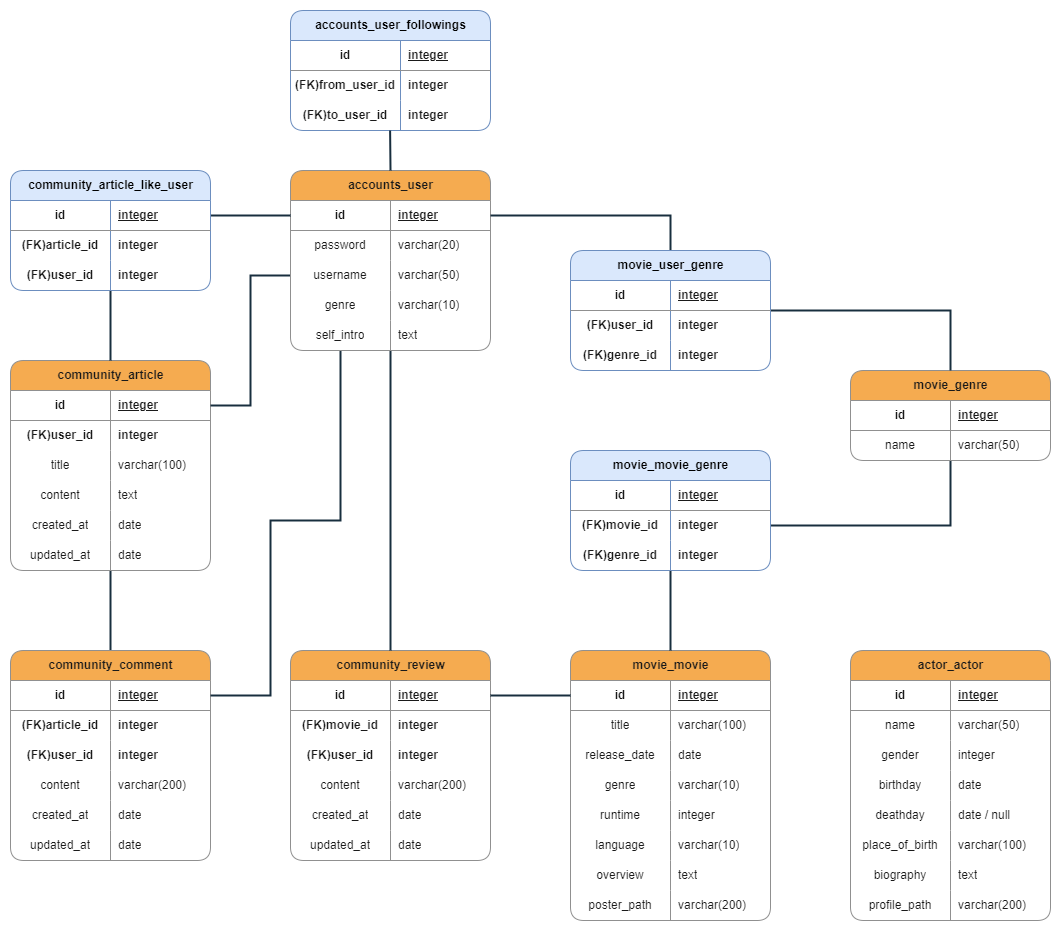 accounts_user_followings
id integer
(FK)from_user_id integer
(FK)to_user_id integer
community_article_like_user
id integer
(FK)article_id integer
(FK)user_id integer
accounts_user
id integer
password varchar(20)
username varchar(50)
genre varchar(10)
self_intro text
movie_user_genre
id integer
(FK)user_id integer
(FK)genre_id integer
community_article
id integer
(FK)user_id integer
title varchar(100)
content text
created_at date
updated_at date
movie_genre
id integer
name varchar(50)
movie_movie_genre
id integer
(FK)movie_id integer
(FK)genre_id integer
community_comment
id integer
(FK)article_id integer
(FK)user_id integer
content varchar(200)
created_at date
updated_at date
community_review
id integer
(FK)movie_id integer
(FK)user_id integer
content varchar(200)
created_at date
updated_at date
movie_movie
id integer
title varchar(100)
release_date date
genre varchar(10)
runtime integer
language varchar(10)
overview text
poster_path varchar(200)
actor_actor
id integer
name varchar(50)
gender integer
birthday date
deathday date / null
place_of_birth varchar(100)
biography text
profile_path varchar(200)